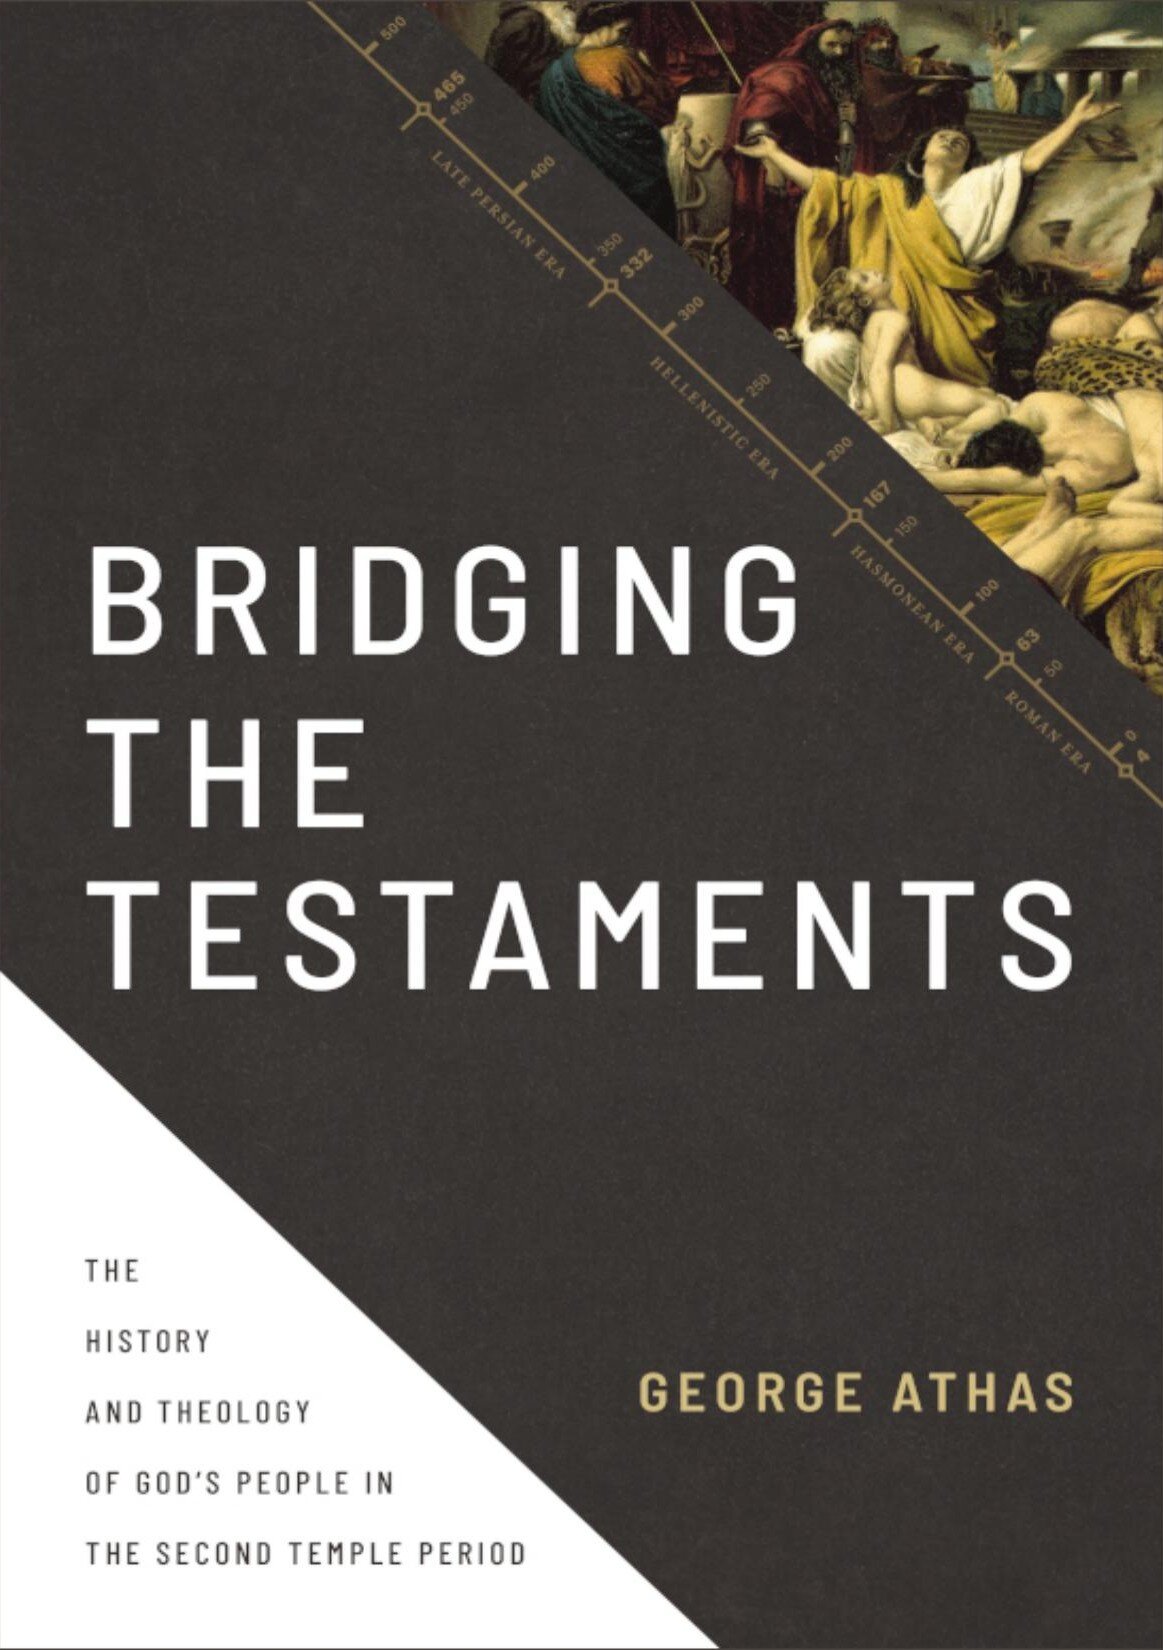 500
465
450
LATE PERSIAN ERA
400
350
332
300
HELLENISTIC ERA
250
200
167
150
HASMONEAN ERA
100
63
50
ROMAN ERA
0
4
BRIDGING
THE
TESTAMENTS
THE
HISTORY
AND THEOLOGY
OF GOD'S PEOPLE IN
THE SECOND TEMPLE PERIOD
GEORGE ATHAS